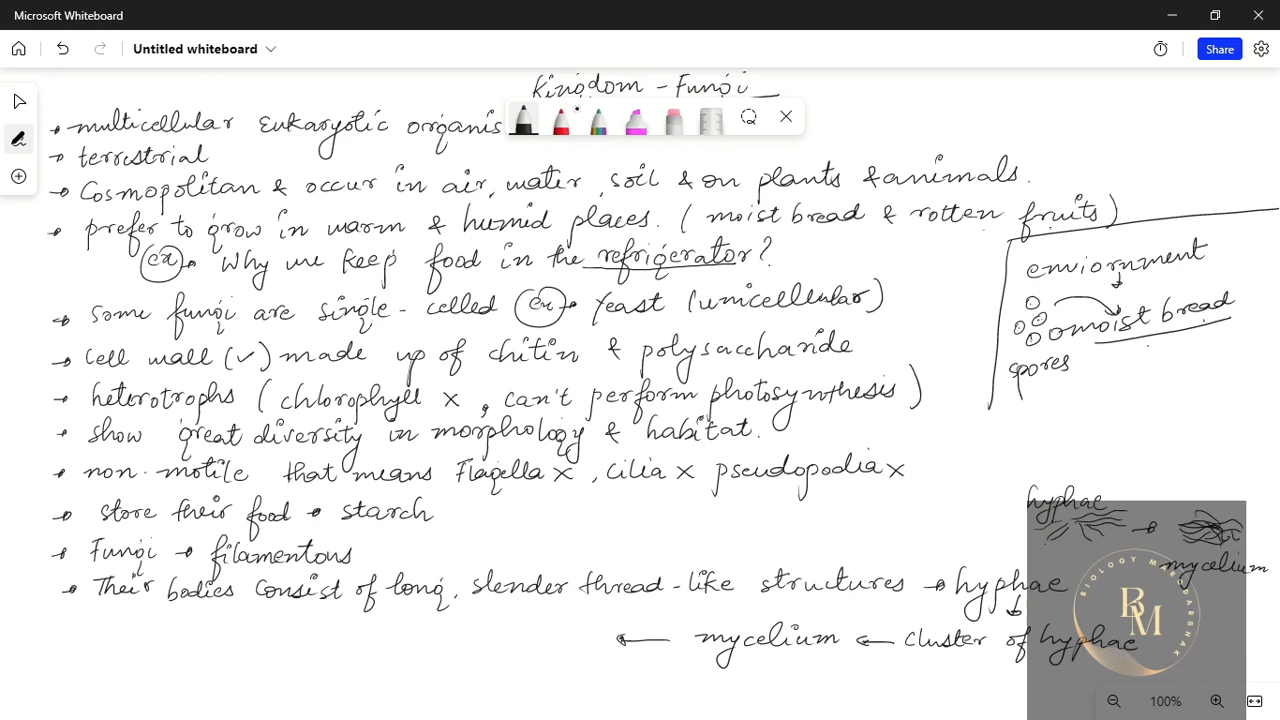 Microsoft Whiteboard
Untitled whiteboard
Share
Kingdom - Fungi
multicellular Eukaryotic organis
terrestrial
Cosmopolitan & occur in air, water, soil & on plants & animals.
prefer to grow in warm & humid places. (moist bread & rotten fruits)
ex Why we keep food in the refrigerator?
Some fungi are single-celled ex yeast (unicellular)
cell wall (✓) made up of chitin & polysaccharide
heterotrophs (chlorophyll x, can't perform photosynthesis)
show great diversity in morphology & habitat.
non-motile that means Flagella x, cilia x pseudopodia x
store their food → starch
Fungi → filamentous
Their bodies consist of long, slender thread-like structures → hyphae
mycelium ← cluster of hyphae
enviornment
moist bread
spores
hyphae
mycelium
BIOLOGY MARGDARSHAK
BM
100%